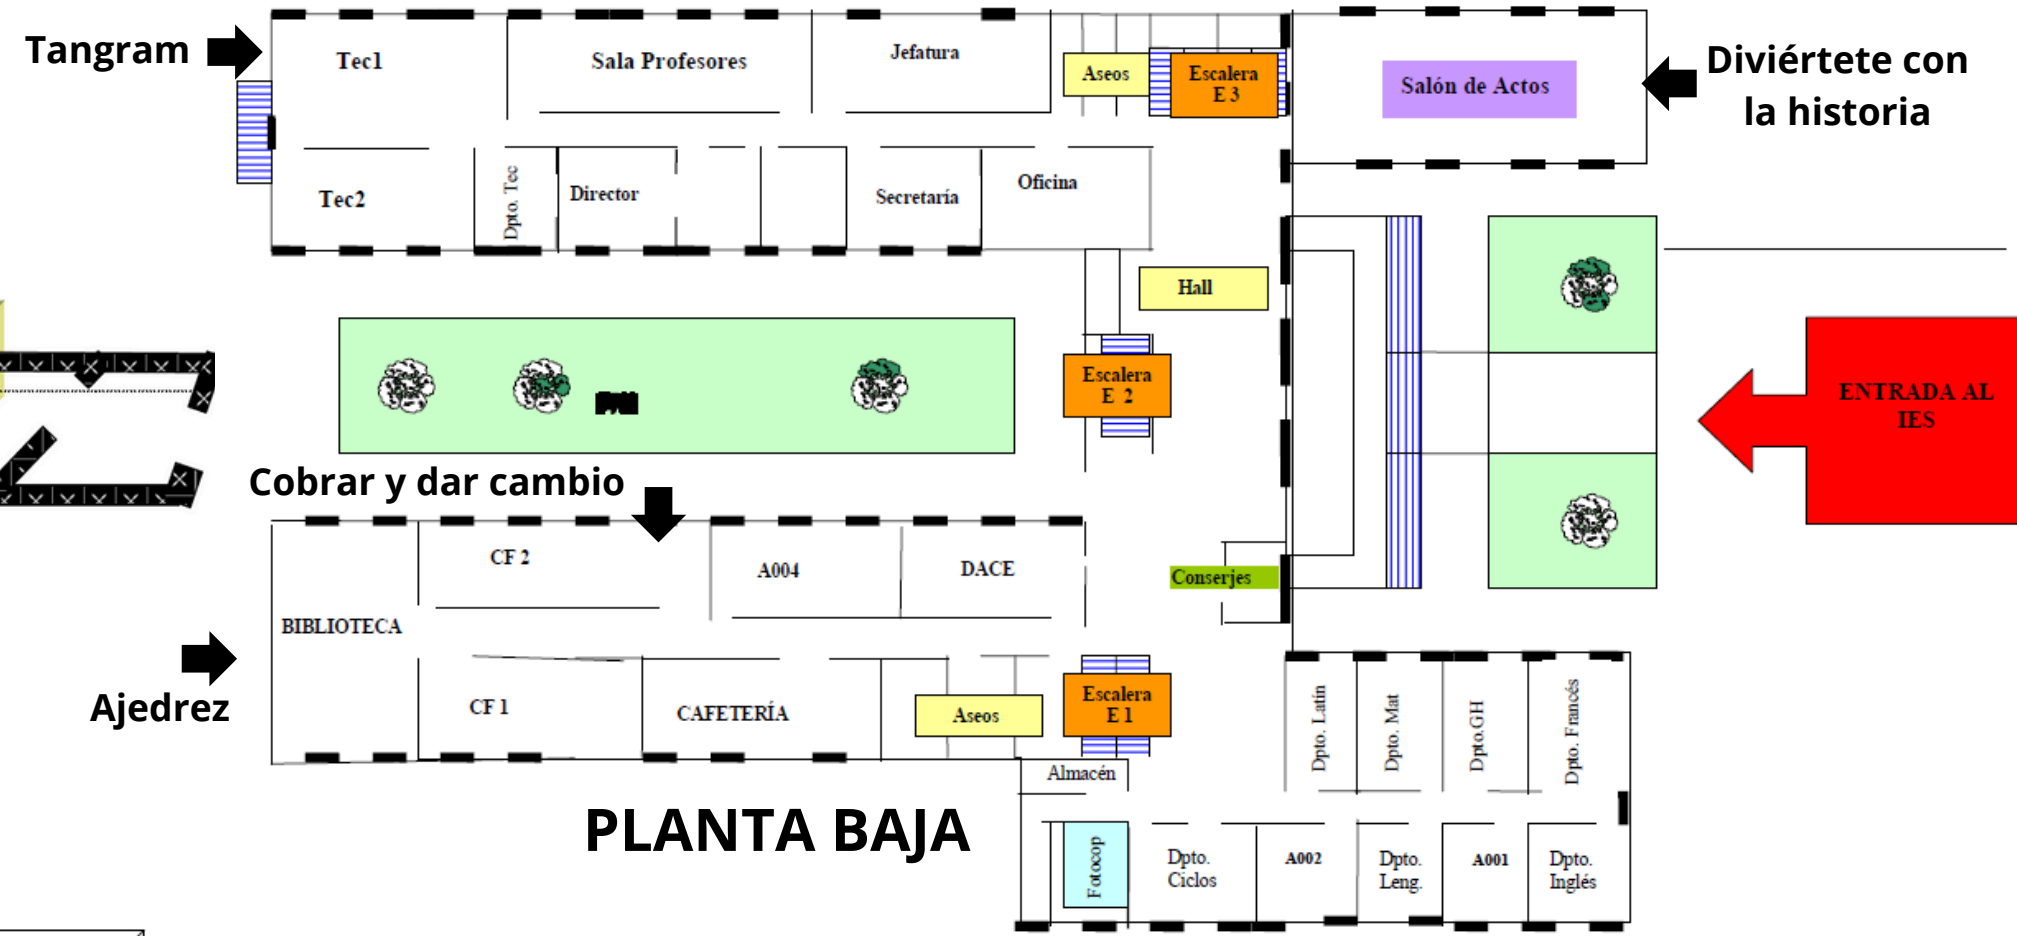 Tangram
Tec1
Sala Profesores
Jefatura
Aseos
Escalera
E 3
Salón de Actos
Diviértete con
la historia
Tec2
Dpto. Tec
Director
Secretaría
Oficina
Hall
Escalera
E 2
ENTRADA AL
IES
Cobrar y dar cambio
CF 2
A004
DACE
Conserjes
BIBLIOTECA
Ajedrez
CF 1
CAFETERÍA
Aseos
Escalera
E 1
Dpto. Latín
Dpto. Mat
Dpto.GH
Dpto. Francés
Almacén
PLANTA BAJA
Fotocop
Dpto.
Ciclos
A002
Dpto.
Leng.
A001
Dpto.
Inglés